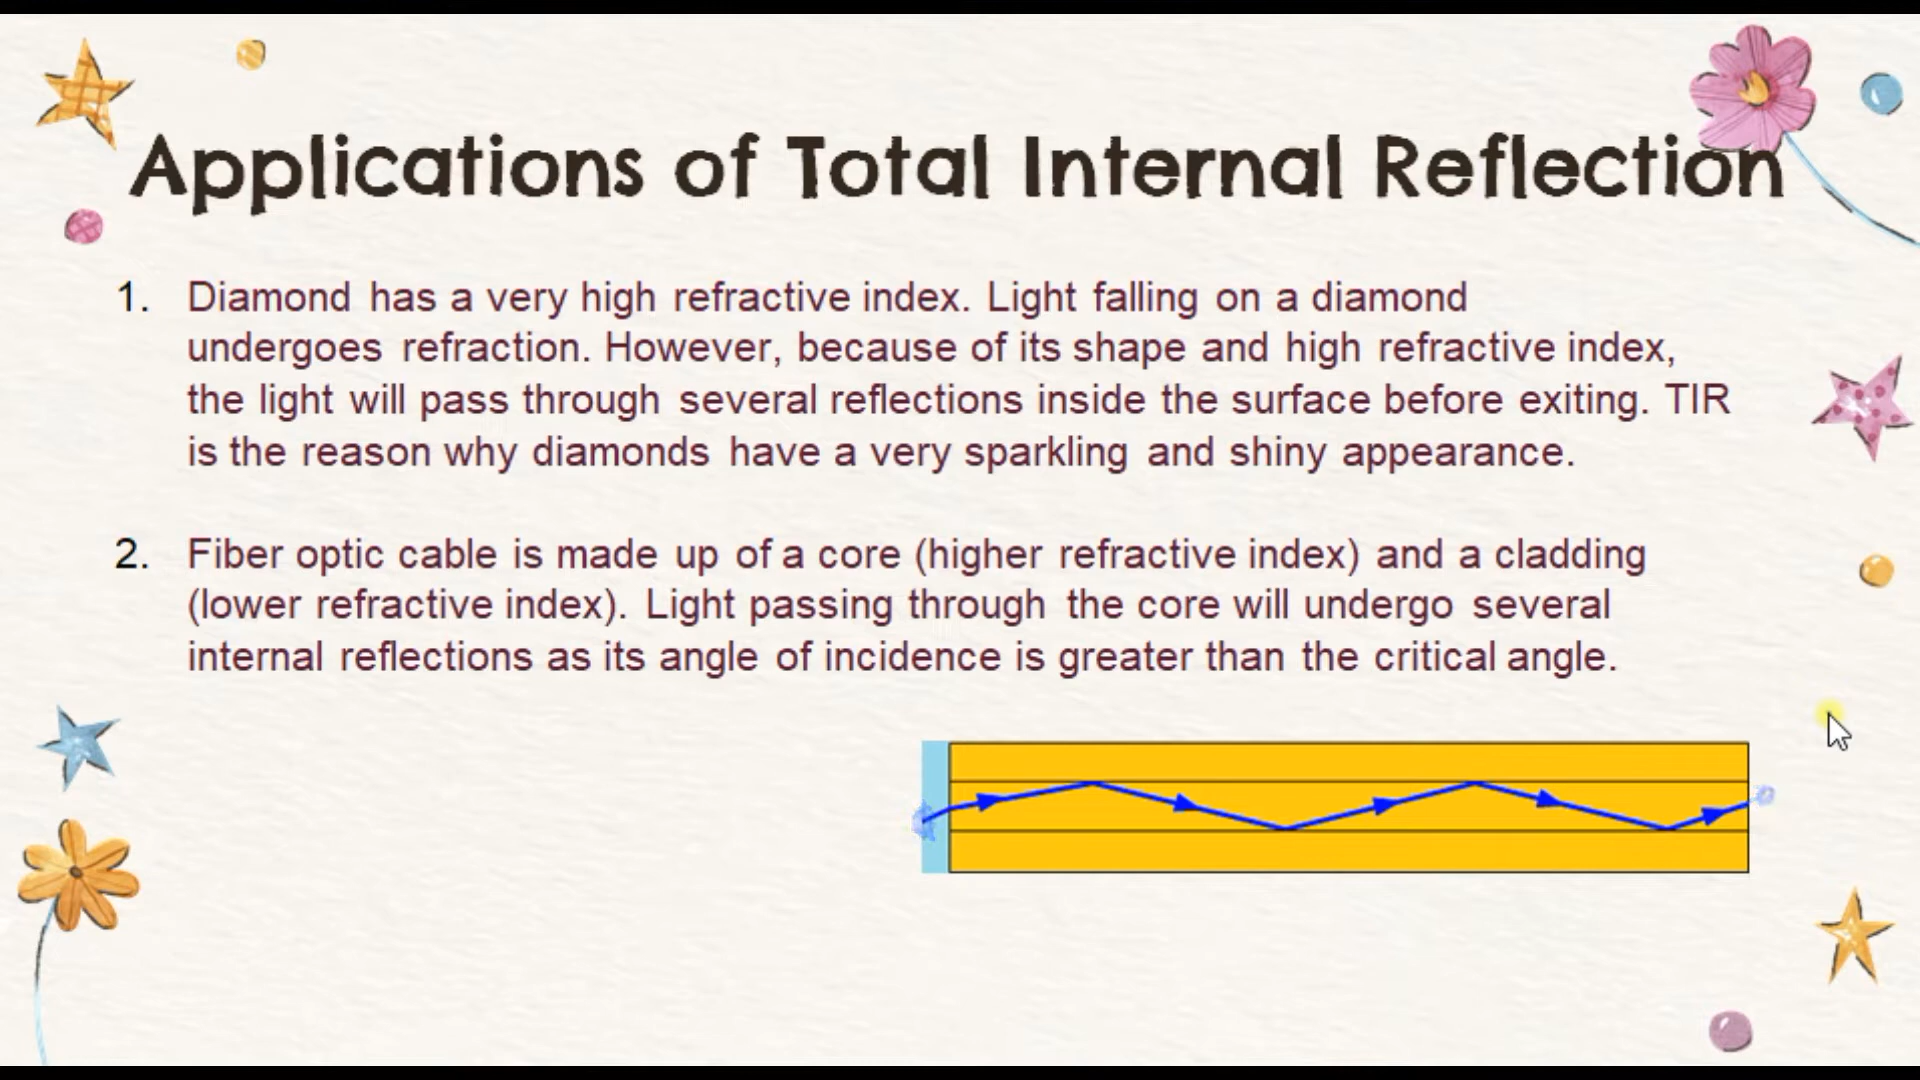 Applications of Total Internal Reflection
1. Diamond has a very high refractive index. Light falling on a diamond
undergoes refraction. However, because of its shape and high refractive index,
the light will pass through several reflections inside the surface before exiting. TIR
is the reason why diamonds have a very sparkling and shiny appearance.
2. Fiber optic cable is made up of a core (higher refractive index) and a cladding
(lower refractive index). Light passing through the core will undergo several
internal reflections as its angle of incidence is greater than the critical angle.